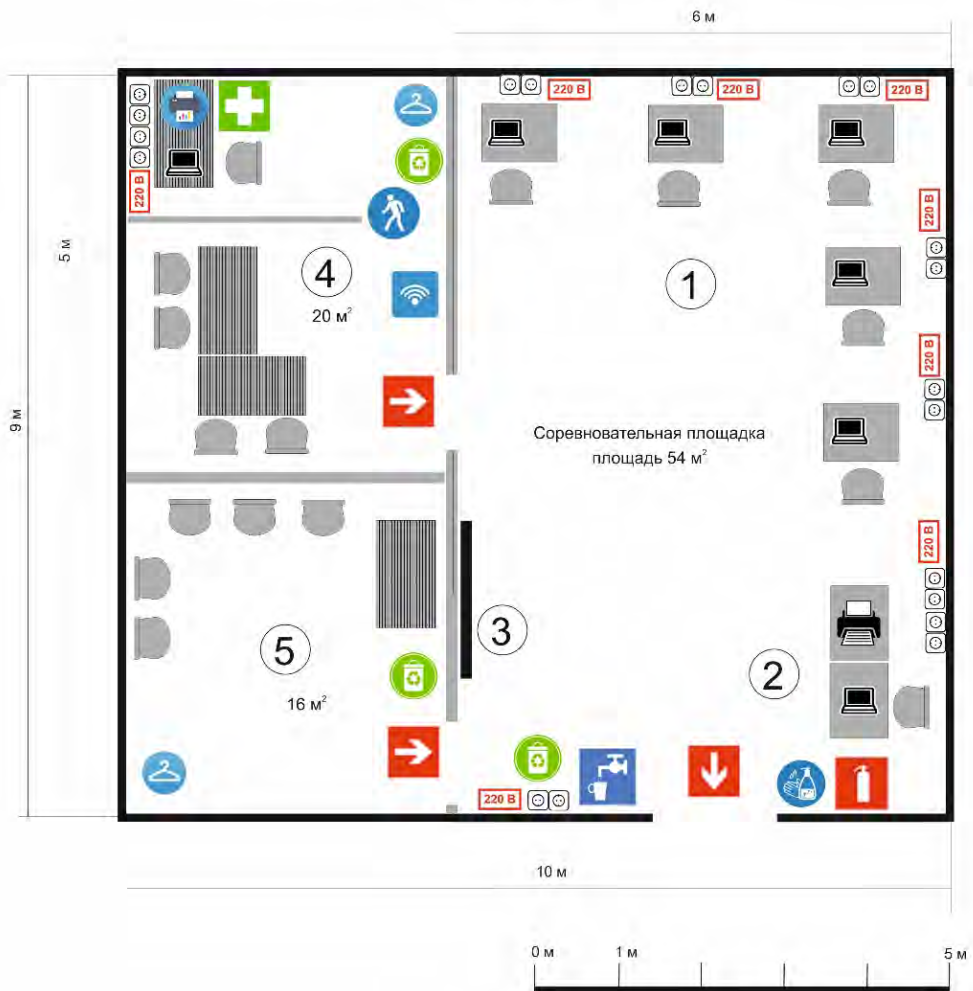 6 м
220 В
220 В
220 В
220 В
220 В
5 м
4
20 м²
1
220 В
9 м
Соревновательная площадка
площадь 54 м²
220 В
3
5
16 м²
2
220 В
10 м
0 м
1 м
5 м